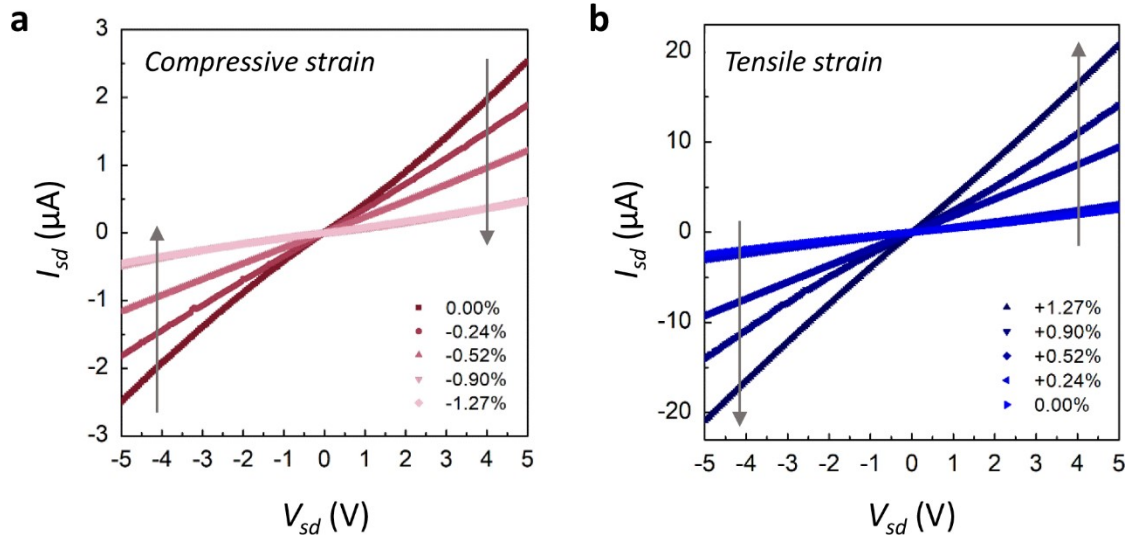 a
Compressive strain
3
2
1
0
-1
-2
-3
I_sd (µA)
0.00%
-0.24%
-0.52%
-0.90%
-1.27%
-5 -4 -3 -2 -1 0 1 2 3 4 5
V_sd (V)
b
Tensile strain
20
10
0
-10
-20
I_sd (µA)
+1.27%
+0.90%
+0.52%
+0.24%
0.00%
-5 -4 -3 -2 -1 0 1 2 3 4 5
V_sd (V)